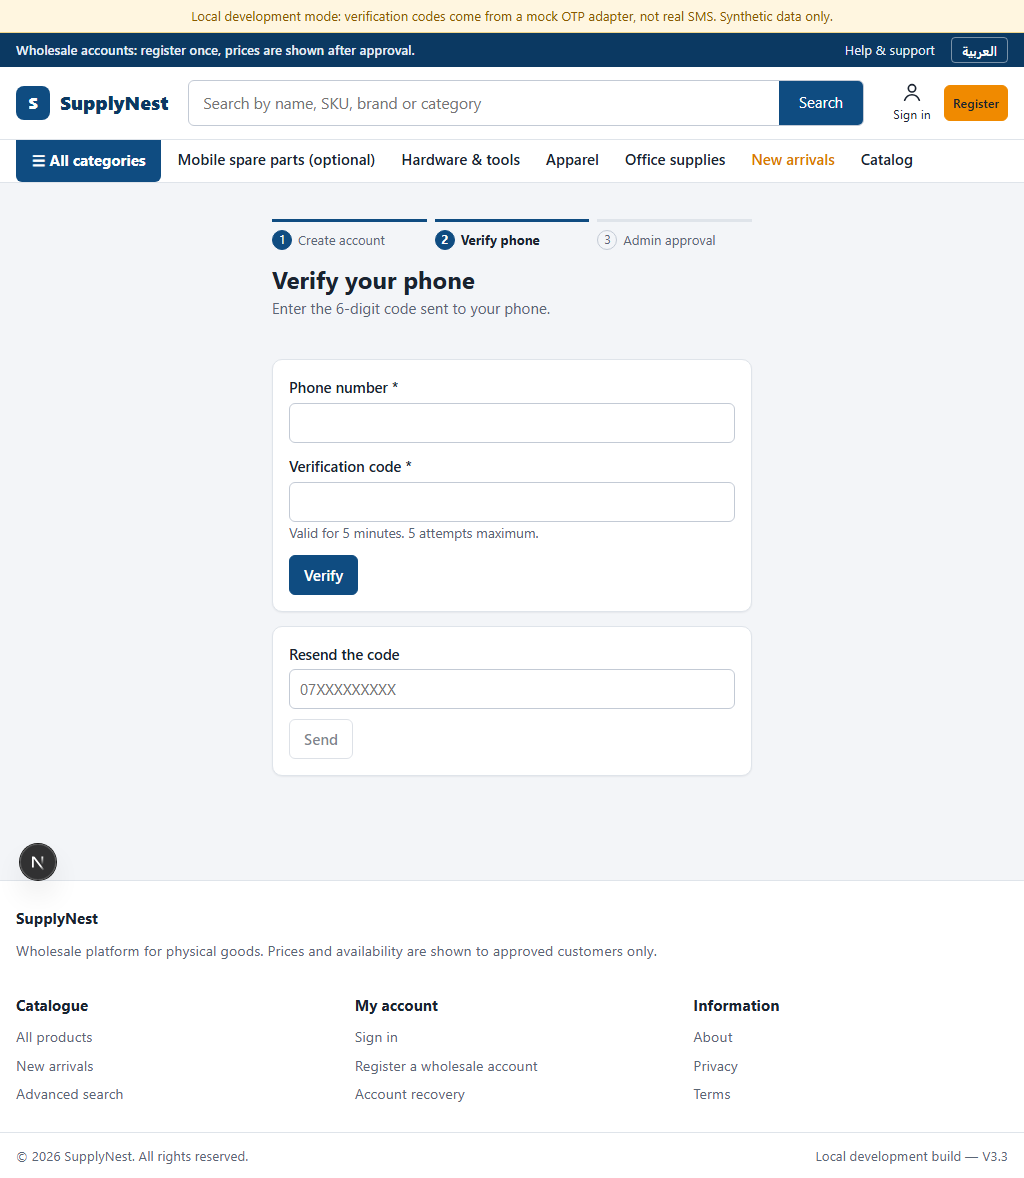 Local development mode: verification codes come from a mock OTP adapter, not real SMS. Synthetic data only.
Wholesale accounts: register once, prices are shown after approval.
Help & support
العربية
S
SupplyNest
Search by name, SKU, brand or category
Search
Sign in
Register
☰ All categories
Mobile spare parts (optional)
Hardware & tools
Apparel
Office supplies
New arrivals
Catalog
1 Create account
2 Verify phone
3 Admin approval
Verify your phone
Enter the 6-digit code sent to your phone.
Phone number *
Verification code *
Valid for 5 minutes. 5 attempts maximum.
Verify
Resend the code
07XXXXXXXXX
Send
N
SupplyNest
Wholesale platform for physical goods. Prices and availability are shown to approved customers only.
Catalogue
All products
New arrivals
Advanced search
My account
Sign in
Register a wholesale account
Account recovery
Information
About
Privacy
Terms
© 2026 SupplyNest. All rights reserved.
Local development build — V3.3